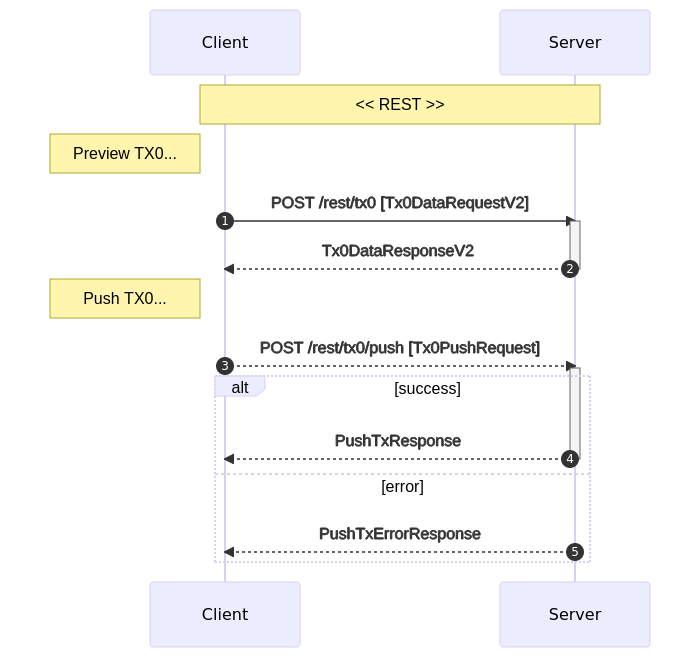 Client
Server
<< REST >>
Preview TX0...
POST /rest/tx0 [Tx0DataRequestV2]
1
Tx0DataResponseV2
2
Push TX0...
POST /rest/tx0/push [Tx0PushRequest]
3
alt
[success]
PushTxResponse
4
[error]
PushTxErrorResponse
5
Client
Server